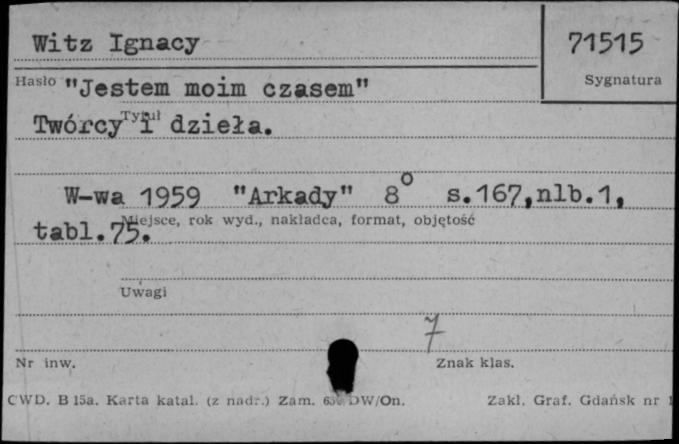 Witz Ignacy
71515
Hasło "Jestem moim czasem"
Sygnatura
Tytuł
Twórcy i dzieła.
W-wa 1959 "Arkady" 8° s.167,nlb.1,
Miejsce, rok wyd., nakładca, format, objętość
tabl.75.
Uwagi
7
Nr inw.
Znak klas.
CWD. B 15a. Karta katal. (z nadr.) Zam. DW/On.
Zakl. Graf. Gdańsk nr